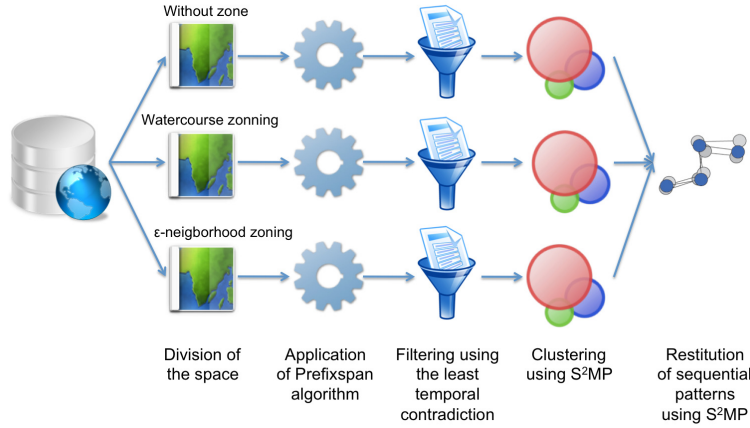 Without zone
Watercourse zonning
ε-neigborhood zoning
Division of
the space
Application
of Prefixspan
algorithm
Filtering using
the least
temporal
contradiction
Clustering
using S²MP
Restitution
of sequential
patterns
using S²MP